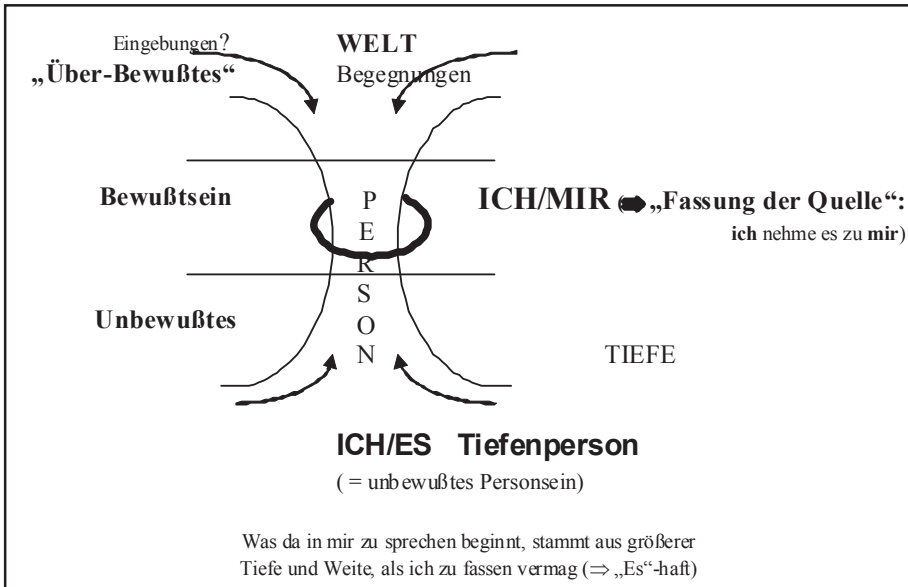 Eingebungen?
„Über-Bewußtes“
WELT
Begegnungen
Bewußtsein
ICH/MIR (➡ „Fassung der Quelle“:
ich nehme es zu mir)
P
E
R
S
O
N
Unbewußtes
TIEFE
ICH/ES Tiefenperson
( = unbewußtes Personsein)
Was da in mir zu sprechen beginnt, stammt aus größerer
Tiefe und Weite, als ich zu fassen vermag (⇒ „Es“-haft)